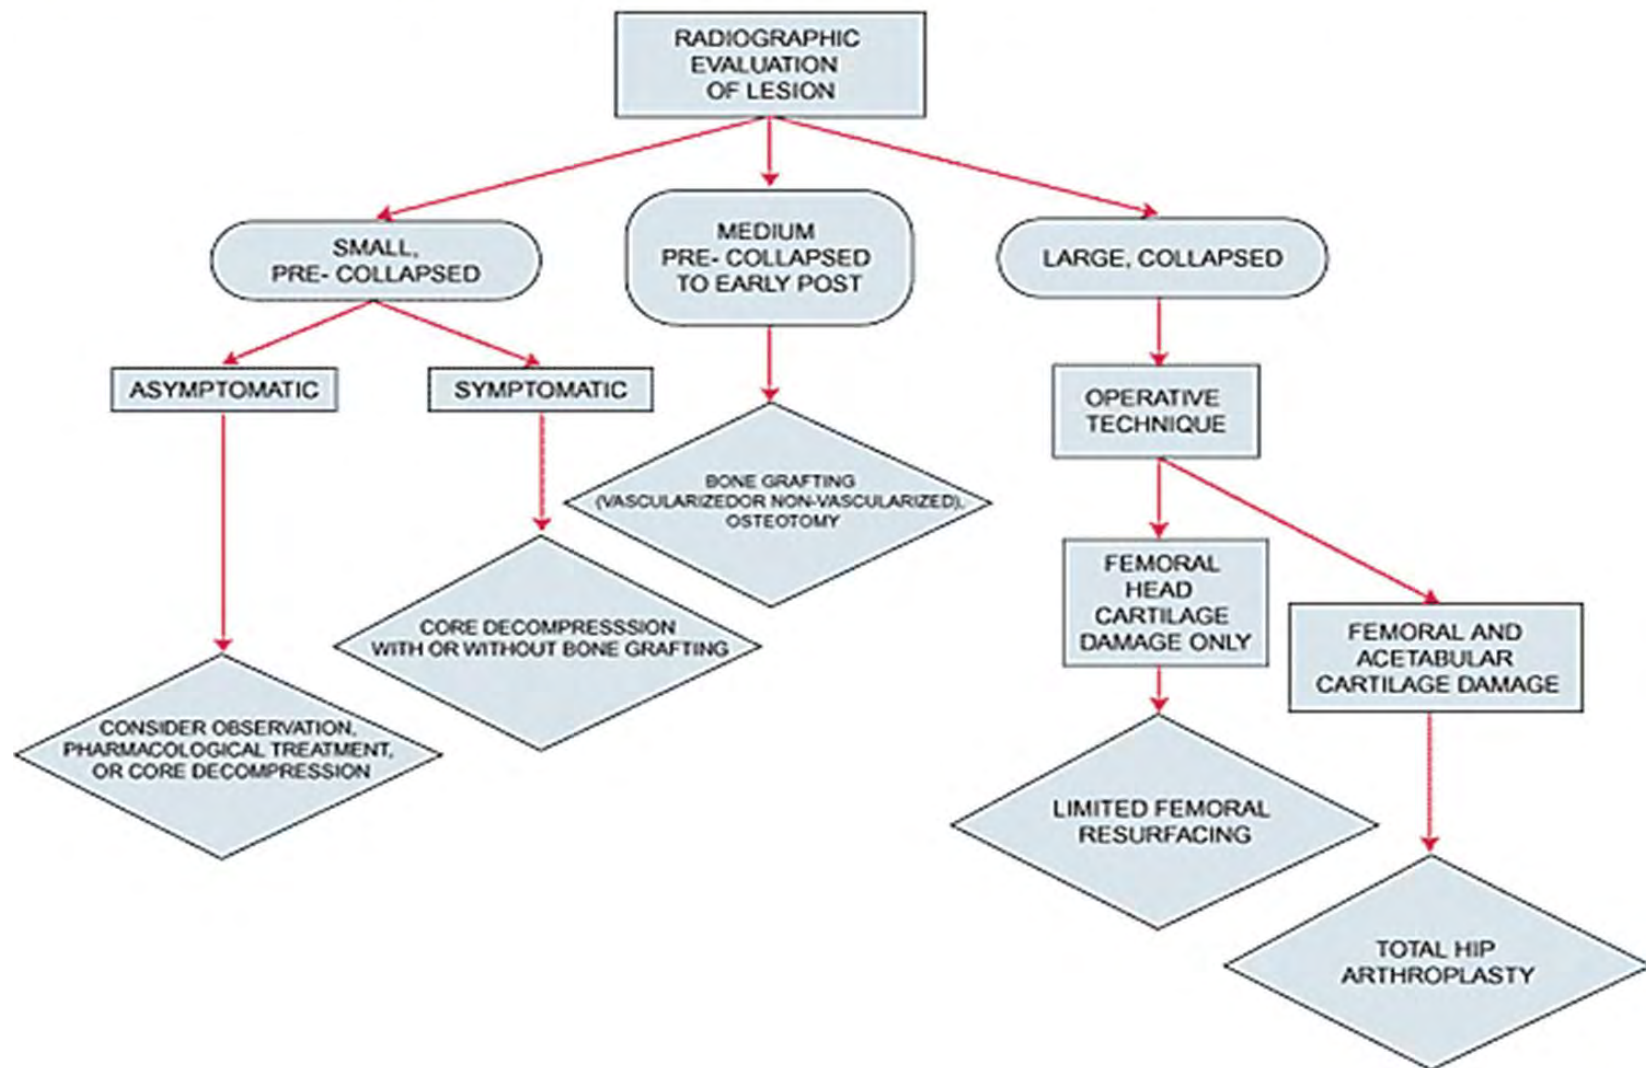 RADIOGRAPHIC
EVALUATION
OF LESION
SMALL,
PRE- COLLAPSED
MEDIUM
PRE- COLLAPSED
TO EARLY POST
LARGE, COLLAPSED
ASYMPTOMATIC
SYMPTOMATIC
OPERATIVE
TECHNIQUE
BONE GRAFTING
(VASCULARIZEDOR NON-VASCULARIZED),
OSTEOTOMY
FEMORAL
HEAD
CARTILAGE
DAMAGE ONLY
FEMORAL AND
ACETABULAR
CARTILAGE DAMAGE
CORE DECOMPRESSSION
WITH OR WITHOUT BONE GRAFTING
CONSIDER OBSERVATION,
PHARMACOLOGICAL TREATMENT,
OR CORE DECOMPRESSION
LIMITED FEMORAL
RESURFACING
TOTAL HIP
ARTHROPLASTY